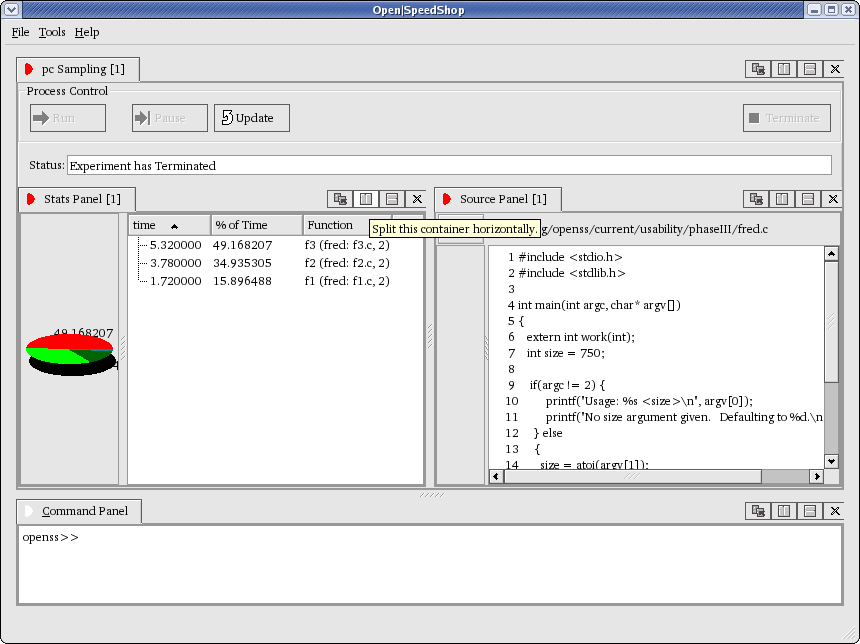 Open|SpeedShop
File Tools Help
pc Sampling [1]
Process Control
Run Pause Update Terminate
Status: Experiment has Terminated
Stats Panel [1]
Source Panel [1]
time % of Time Function
Split this container horizontally.
g/openss/current/usability/phaseIII/fred.c
5.320000 49.168207 f3 (fred: f3.c, 2)
3.780000 34.935305 f2 (fred: f2.c, 2)
1.720000 15.896488 f1 (fred: f1.c, 2)
49.168207
1 #include <stdio.h>
2 #include <stdlib.h>
3
4 int main(int argc, char* argv[])
5 {
6 extern int work(int);
7 int size = 750;
8
9 if(argc != 2) {
10 printf("Usage: %s <size>\n", argv[0]);
11 printf("No size argument given. Defaulting to %d.\n
12 } else
13 {
14 size = atoi(argv[1]);
Command Panel
openss>>